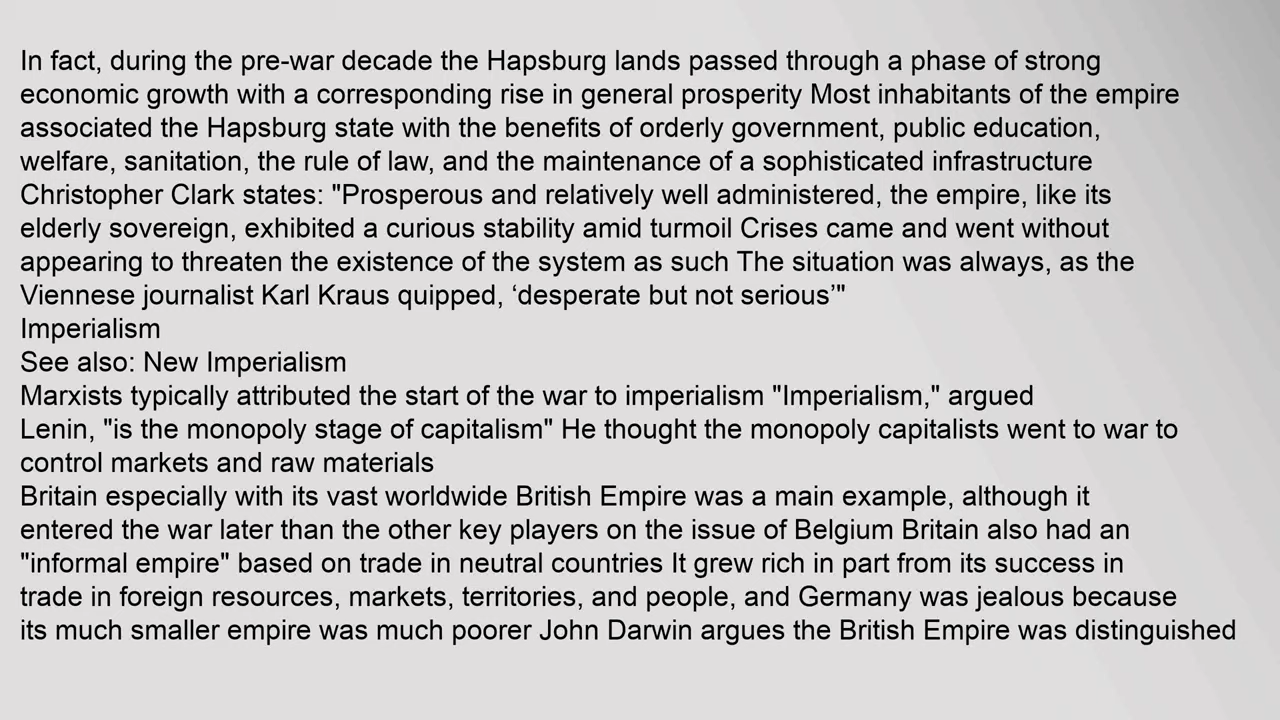 In fact, during the pre-war decade the Hapsburg lands passed through a phase of strong
economic growth with a corresponding rise in general prosperity Most inhabitants of the empire
associated the Hapsburg state with the benefits of orderly government, public education,
welfare, sanitation, the rule of law, and the maintenance of a sophisticated infrastructure
Christopher Clark states: "Prosperous and relatively well administered, the empire, like its
elderly sovereign, exhibited a curious stability amid turmoil Crises came and went without
appearing to threaten the existence of the system as such The situation was always, as the
Viennese journalist Karl Kraus quipped, ‘desperate but not serious’"
Imperialism
See also: New Imperialism
Marxists typically attributed the start of the war to imperialism "Imperialism," argued
Lenin, "is the monopoly stage of capitalism" He thought the monopoly capitalists went to war to
control markets and raw materials
Britain especially with its vast worldwide British Empire was a main example, although it
entered the war later than the other key players on the issue of Belgium Britain also had an
"informal empire" based on trade in neutral countries It grew rich in part from its success in
trade in foreign resources, markets, territories, and people, and Germany was jealous because
its much smaller empire was much poorer John Darwin argues the British Empire was distinguished